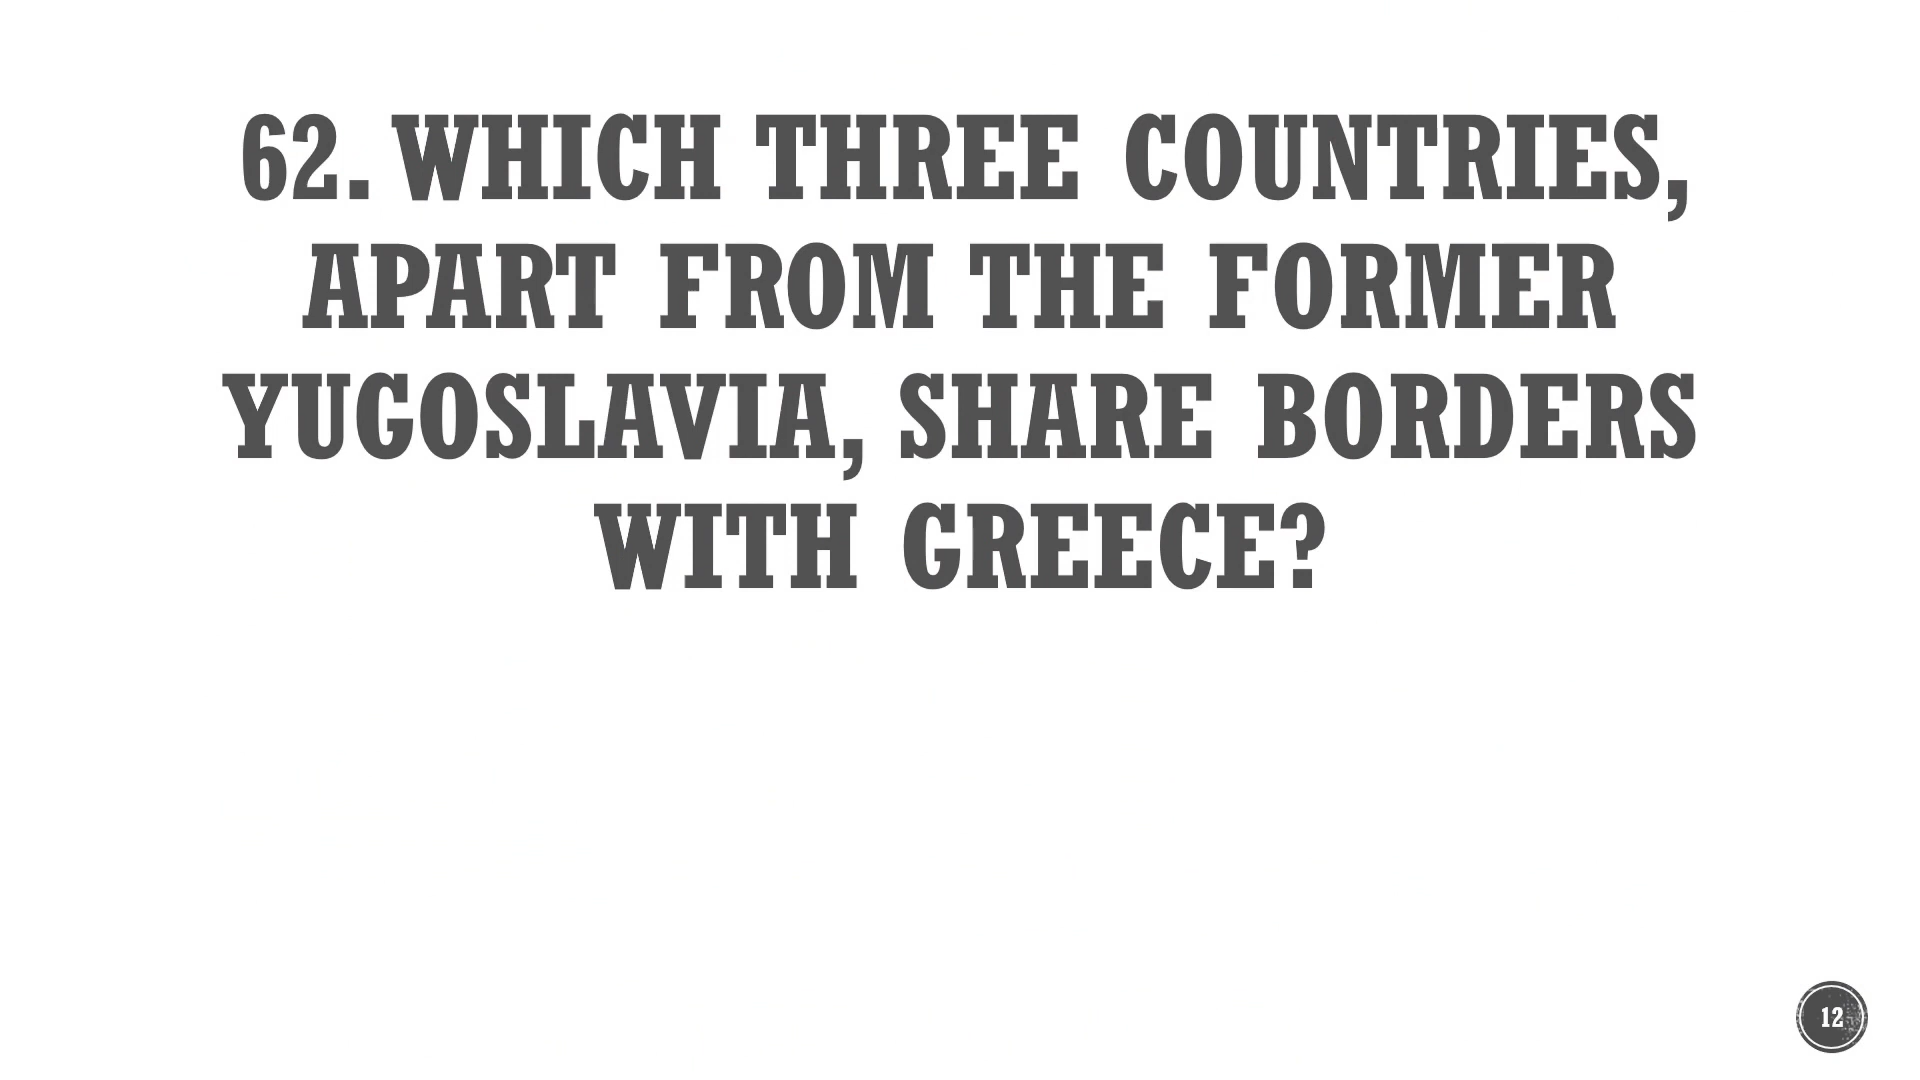 62. WHICH THREE COUNTRIES,
APART FROM THE FORMER
YUGOSLAVIA, SHARE BORDERS
WITH GREECE?
12